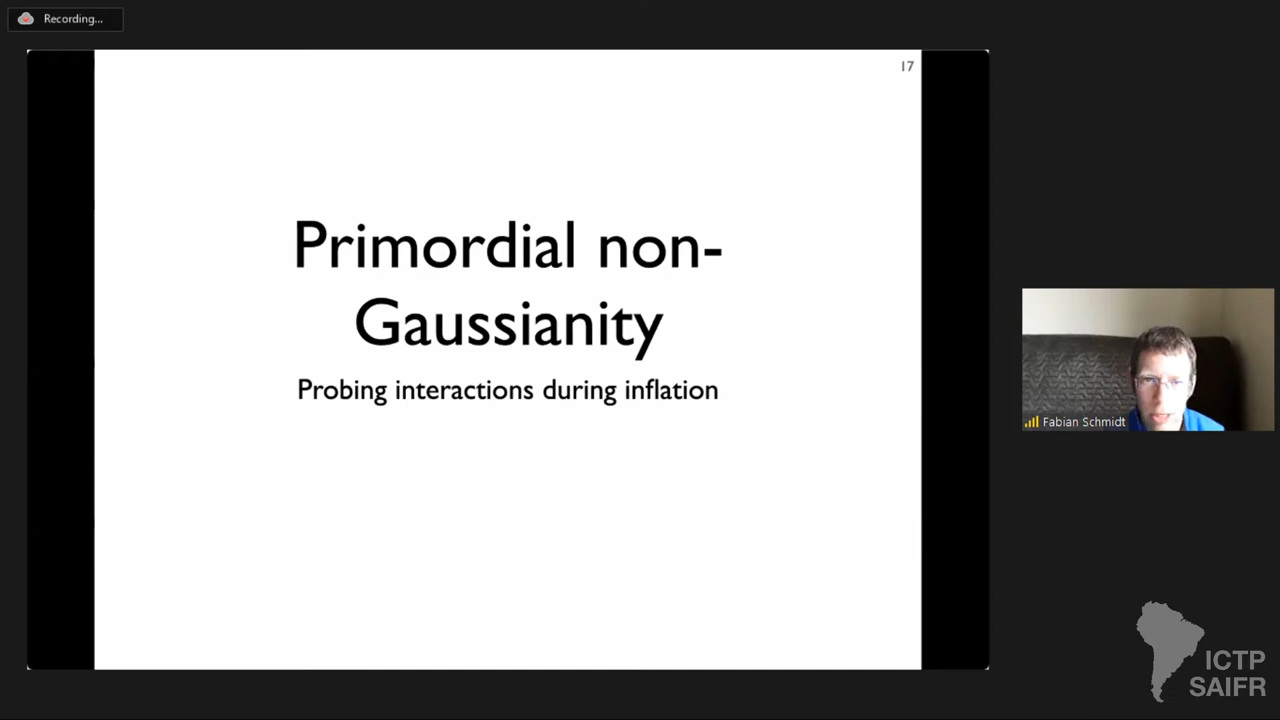 Recording...
17
Primordial non-
Gaussianity
Probing interactions during inflation
Fabian Schmidt
ICTP
SAIFR